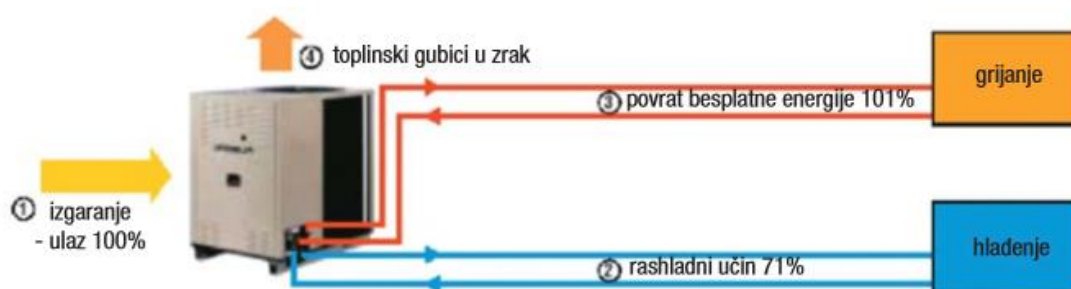 ④ toplinski gubici u zrak
grijanje
③ povrat besplatne energije 101%
① izgaranje
- ulaz 100%
hlađenje
② rashladni učin 71%